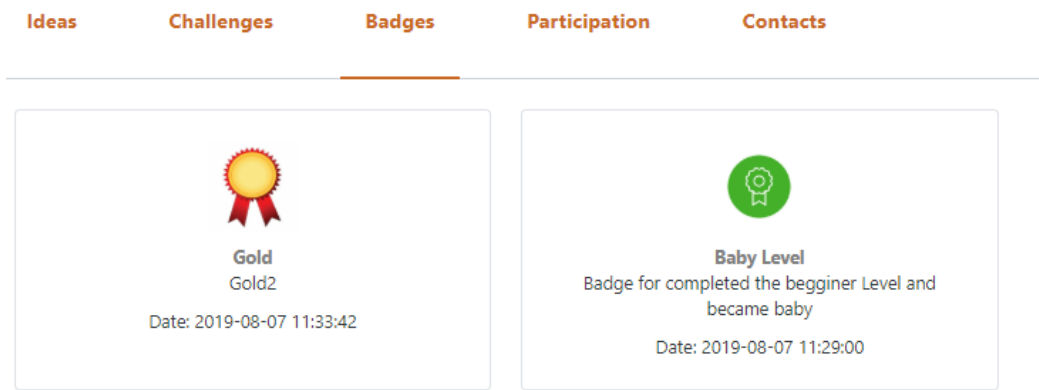 Ideas Challenges Badges Participation Contacts
Gold
Gold2
Date: 2019-08-07 11:33:42
Baby Level
Badge for completed the begginer Level and
became baby
Date: 2019-08-07 11:29:00